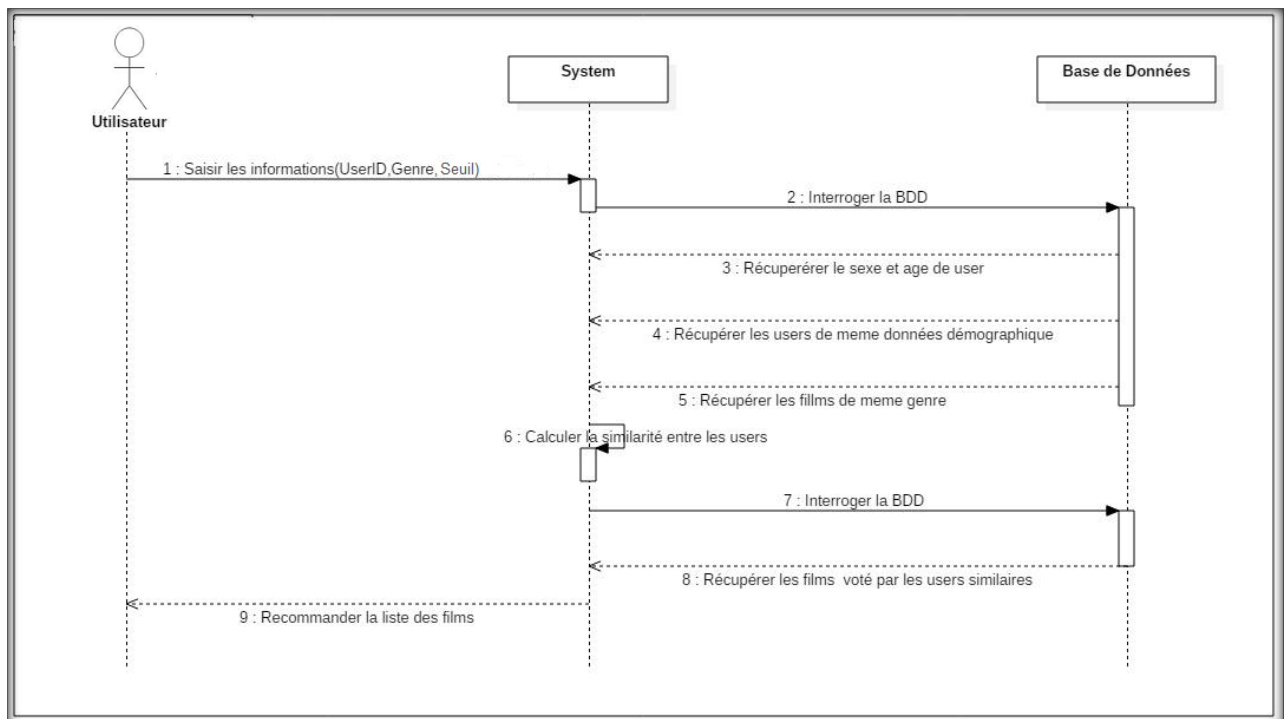 System
Base de Données
Utilisateur
1 : Saisir les informations(UserID,Genre, Seuil)
2 : Interroger la BDD
3 : Récuperérer le sexe et age de user
4 : Récupérer les users de meme données démographique
5 : Récupérer les fillms de meme genre
6 : Calculer la similarité entre les users
7 : Interroger la BDD
8 : Récupérer les films voté par les users similaires
9 : Recommander la liste des films